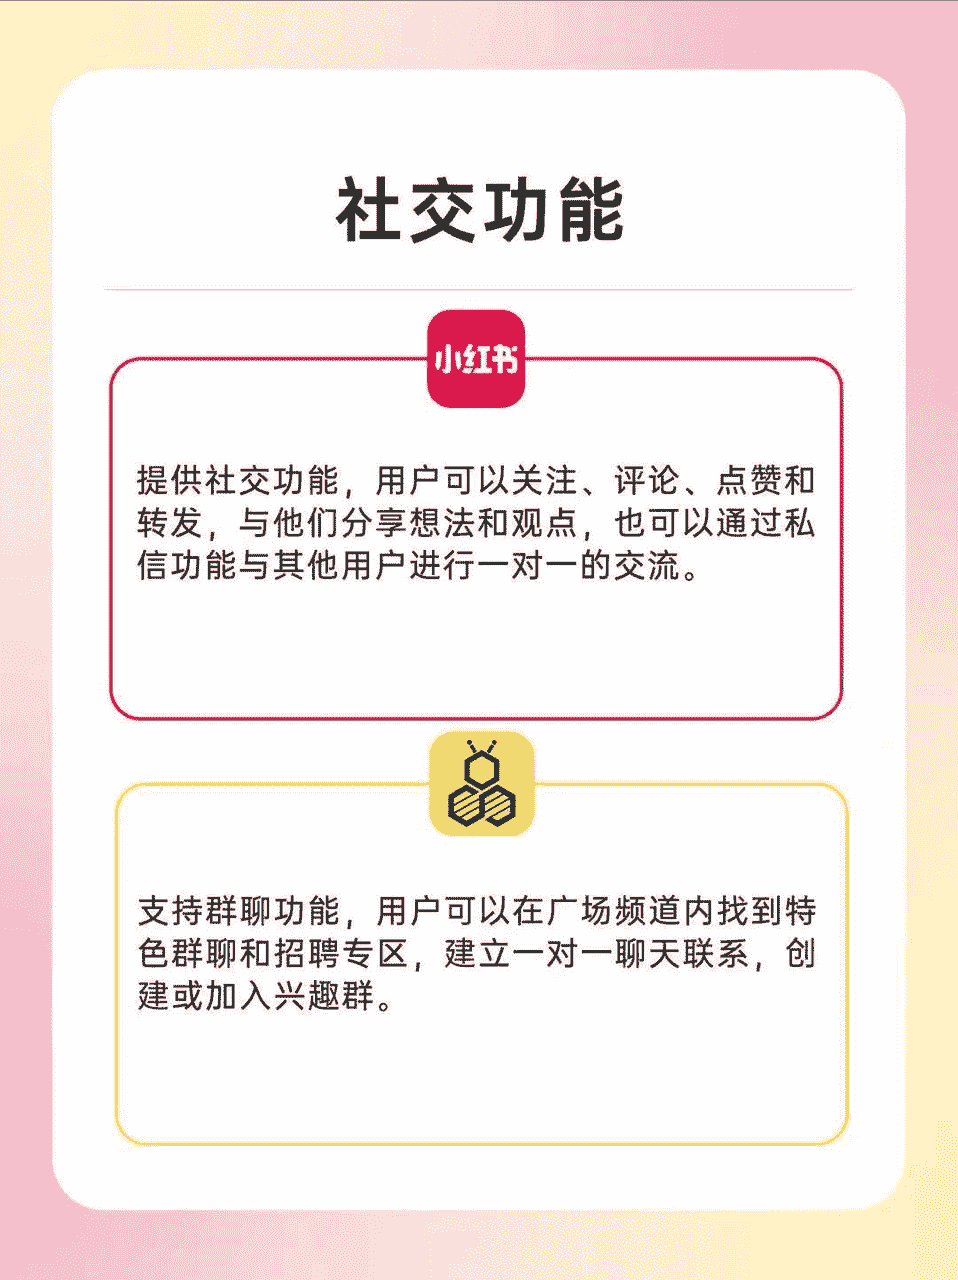 社交功能
小红书
提供社交功能，用户可以关注、评论、点赞和
转发，与他们分享想法和观点，也可以通过私
信功能与其他用户进行一对一的交流。
支持群聊功能，用户可以在广场频道内找到特
色群聊和招聘专区，建立一对一聊天联系，创
建或加入兴趣群。